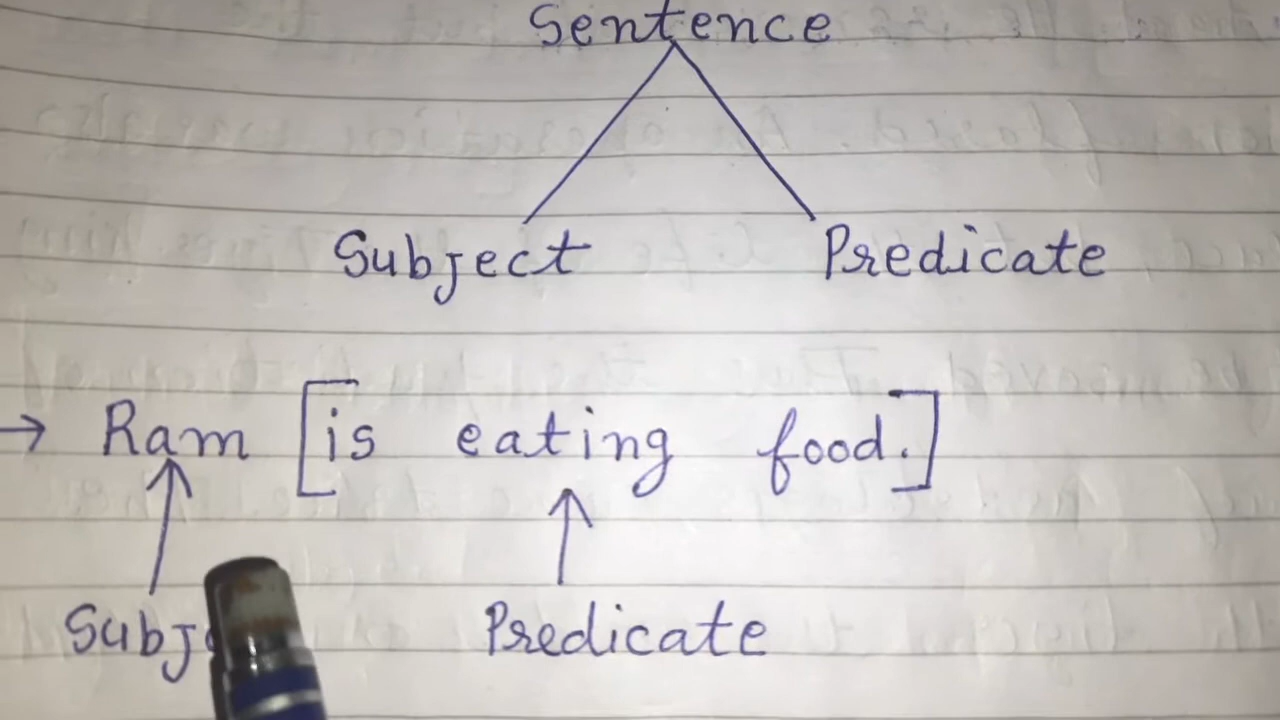 Sentence
Subject Predicate
→ Ram [is eating food.]
Predicate